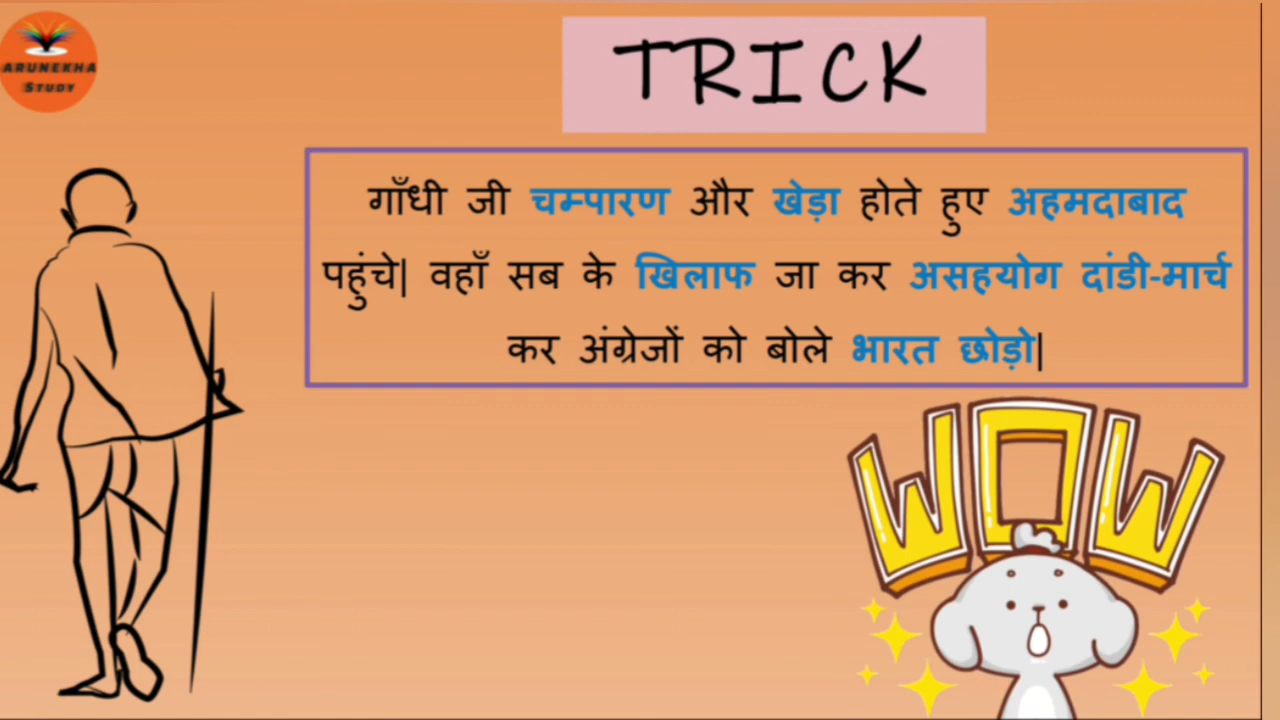 ARUNEKHA
STUDY
TRICK
गाँधी जी चम्पारण और खेड़ा होते हुए अहमदाबाद
पहुंचे| वहाँ सब के खिलाफ जा कर असहयोग दांडी-मार्च
कर अंग्रेजों को बोले भारत छोड़ो|
WOW